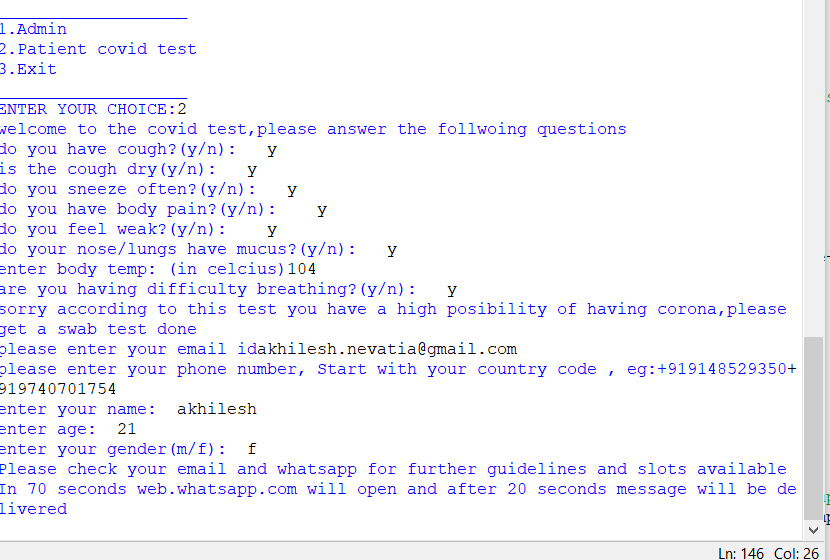 1.Admin
2.Patient covid test
3.Exit
ENTER YOUR CHOICE:2
welcome to the covid test,please answer the follwoing questions
do you have cough?(y/n):   y
is the cough dry(y/n):   y
do you sneeze often?(y/n):   y
do you have body pain?(y/n):    y
do you feel weak?(y/n):    y
do your nose/lungs have mucus?(y/n):   y
enter body temp: (in celcius)104
are you having difficulty breathing?(y/n):   y
sorry according to this test you have a high posibility of having corona,please
get a swab test done
please enter your email idakhilesh.nevatia@gmail.com
please enter your phone number, Start with your country code , eg:+919148529350+
919740701754
enter your name:  akhilesh
enter age:  21
enter your gender(m/f):  f
Please check your email and whatsapp for further guidelines and slots available
In 70 seconds web.whatsapp.com will open and after 20 seconds message will be de
livered
Ln: 146 Col: 26